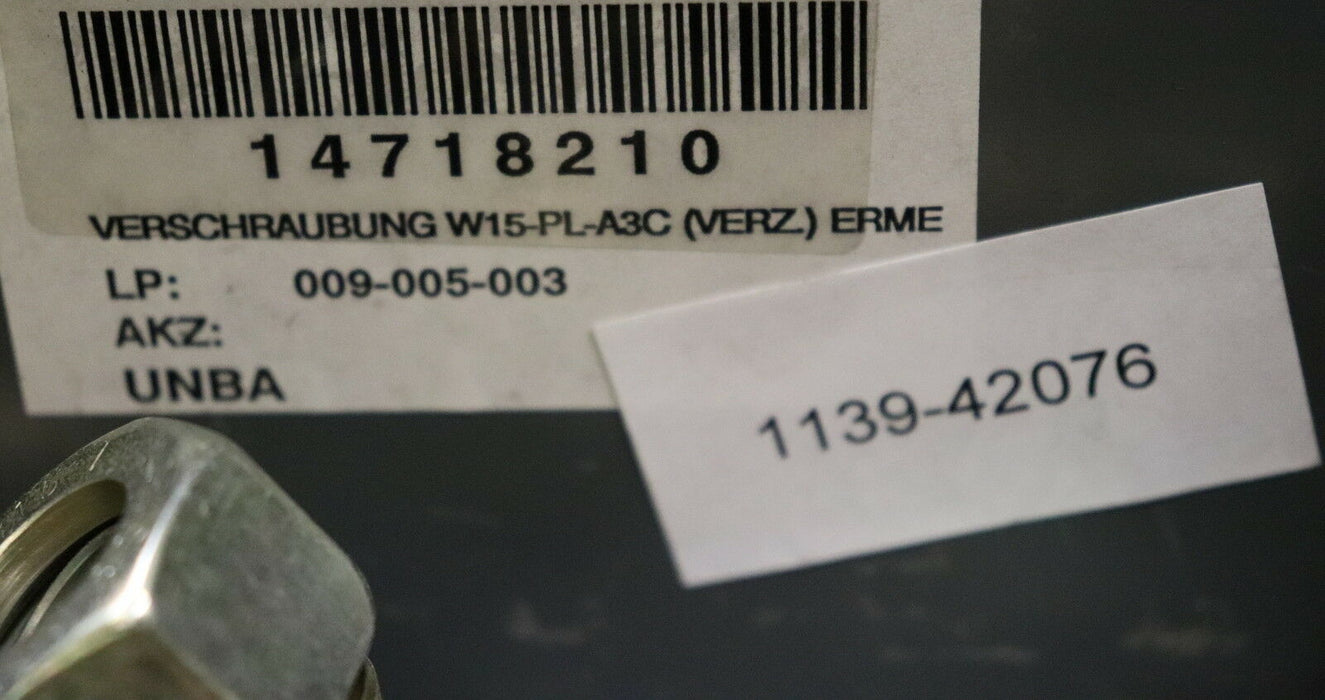 14718210
VERSCHRAUBUNG W15-PL-A3C (VERZ.) ERME
LP: 009-005-003
AKZ:
UNBA
1139-42076